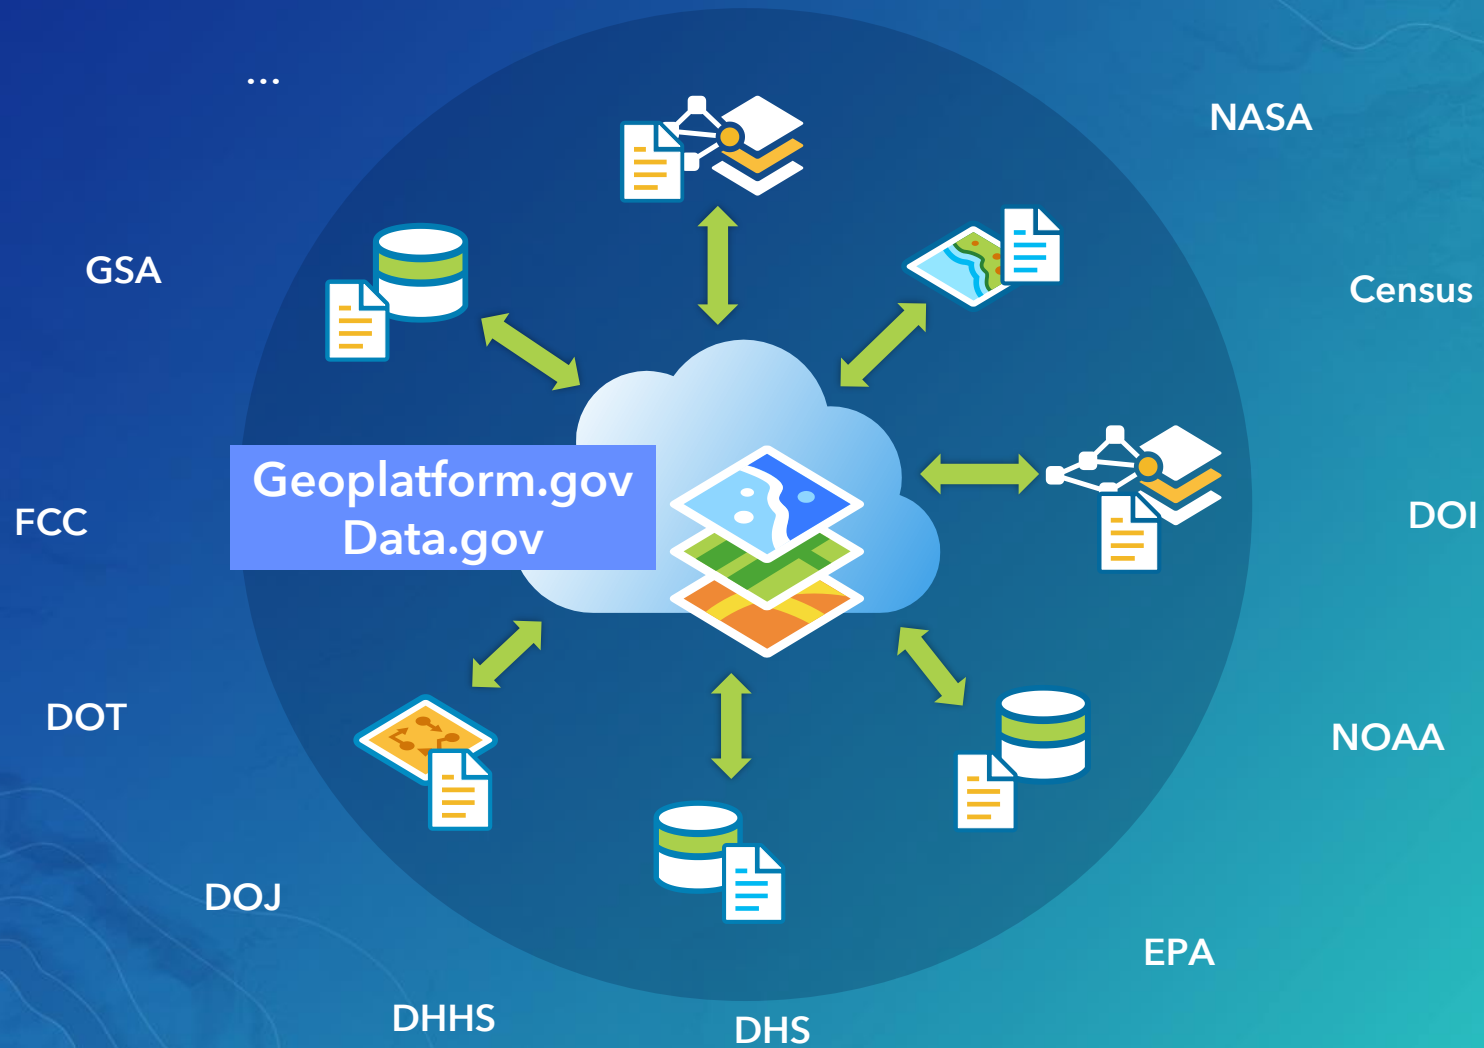 ...
NASA
GSA
Census
Geoplatform.gov
Data.gov
FCC
DOI
DOT
NOAA
DOJ
EPA
DHHS
DHS